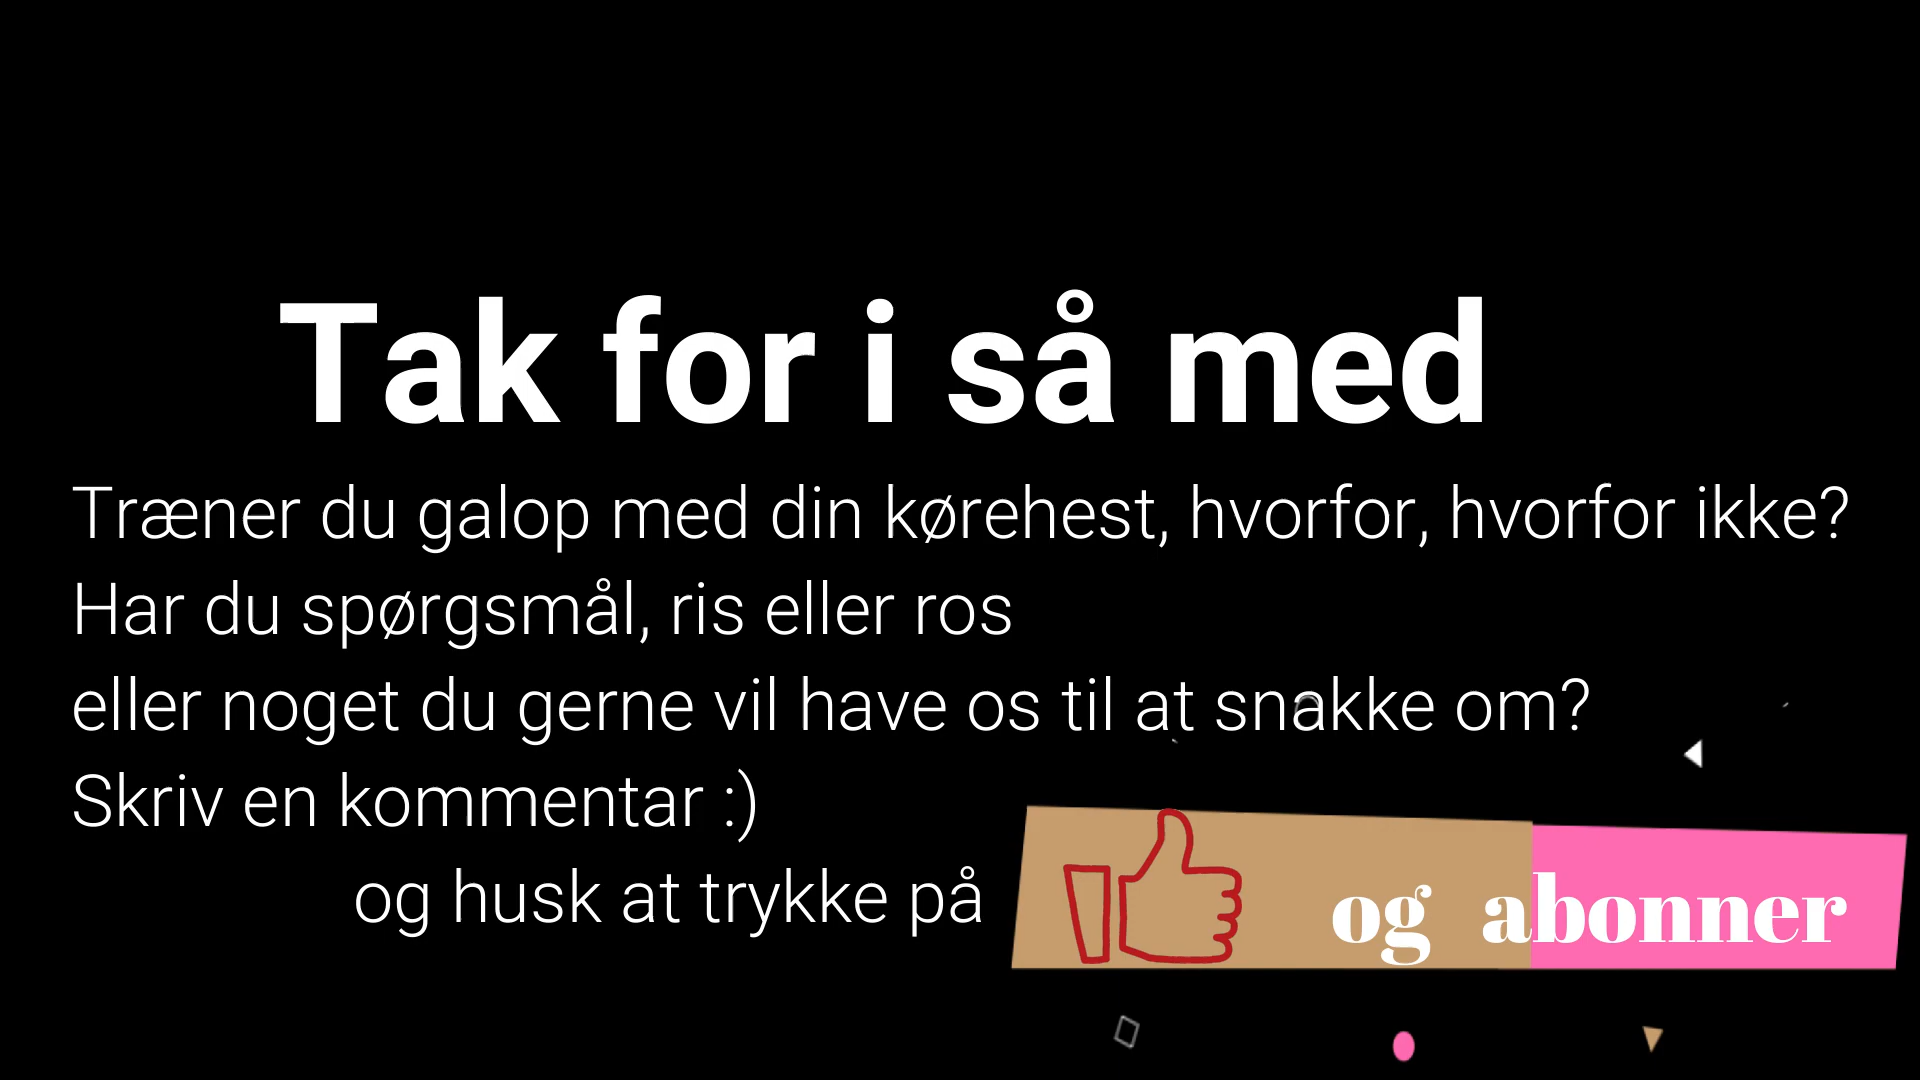 Tak for i så med
Træner du galop med din kørehest, hvorfor, hvorfor ikke?
Har du spørgsmål, ris eller ros
eller noget du gerne vil have os til at snakke om?
Skriv en kommentar :)
og husk at trykke på
og abonner